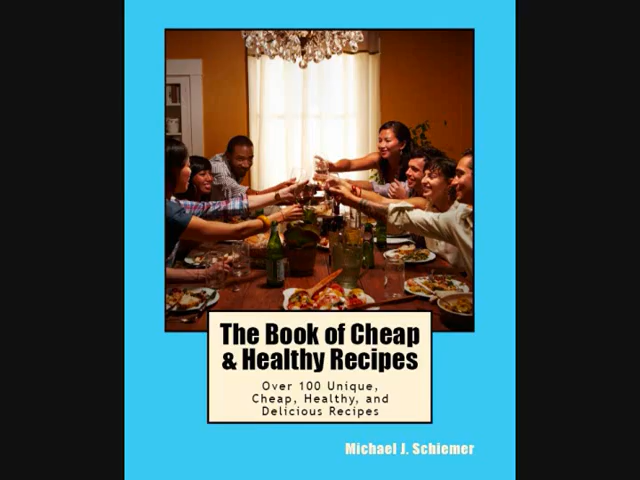 The Book of Cheap
& Healthy Recipes
Over 100 Unique,
Cheap, Healthy, and
Delicious Recipes
Michael J. Schiemer